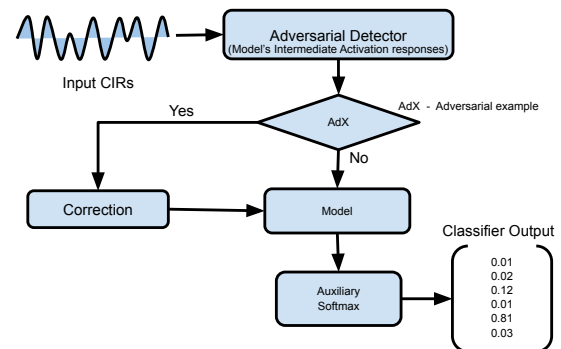 Adversarial Detector
(Model's Intermediate Activation responses)
Input CIRs
AdX - Adversarial example
Yes
AdX
No
Correction
Model
Classifier Output
Auxiliary
Softmax
0.01
0.02
0.12
0.01
0.81
0.03